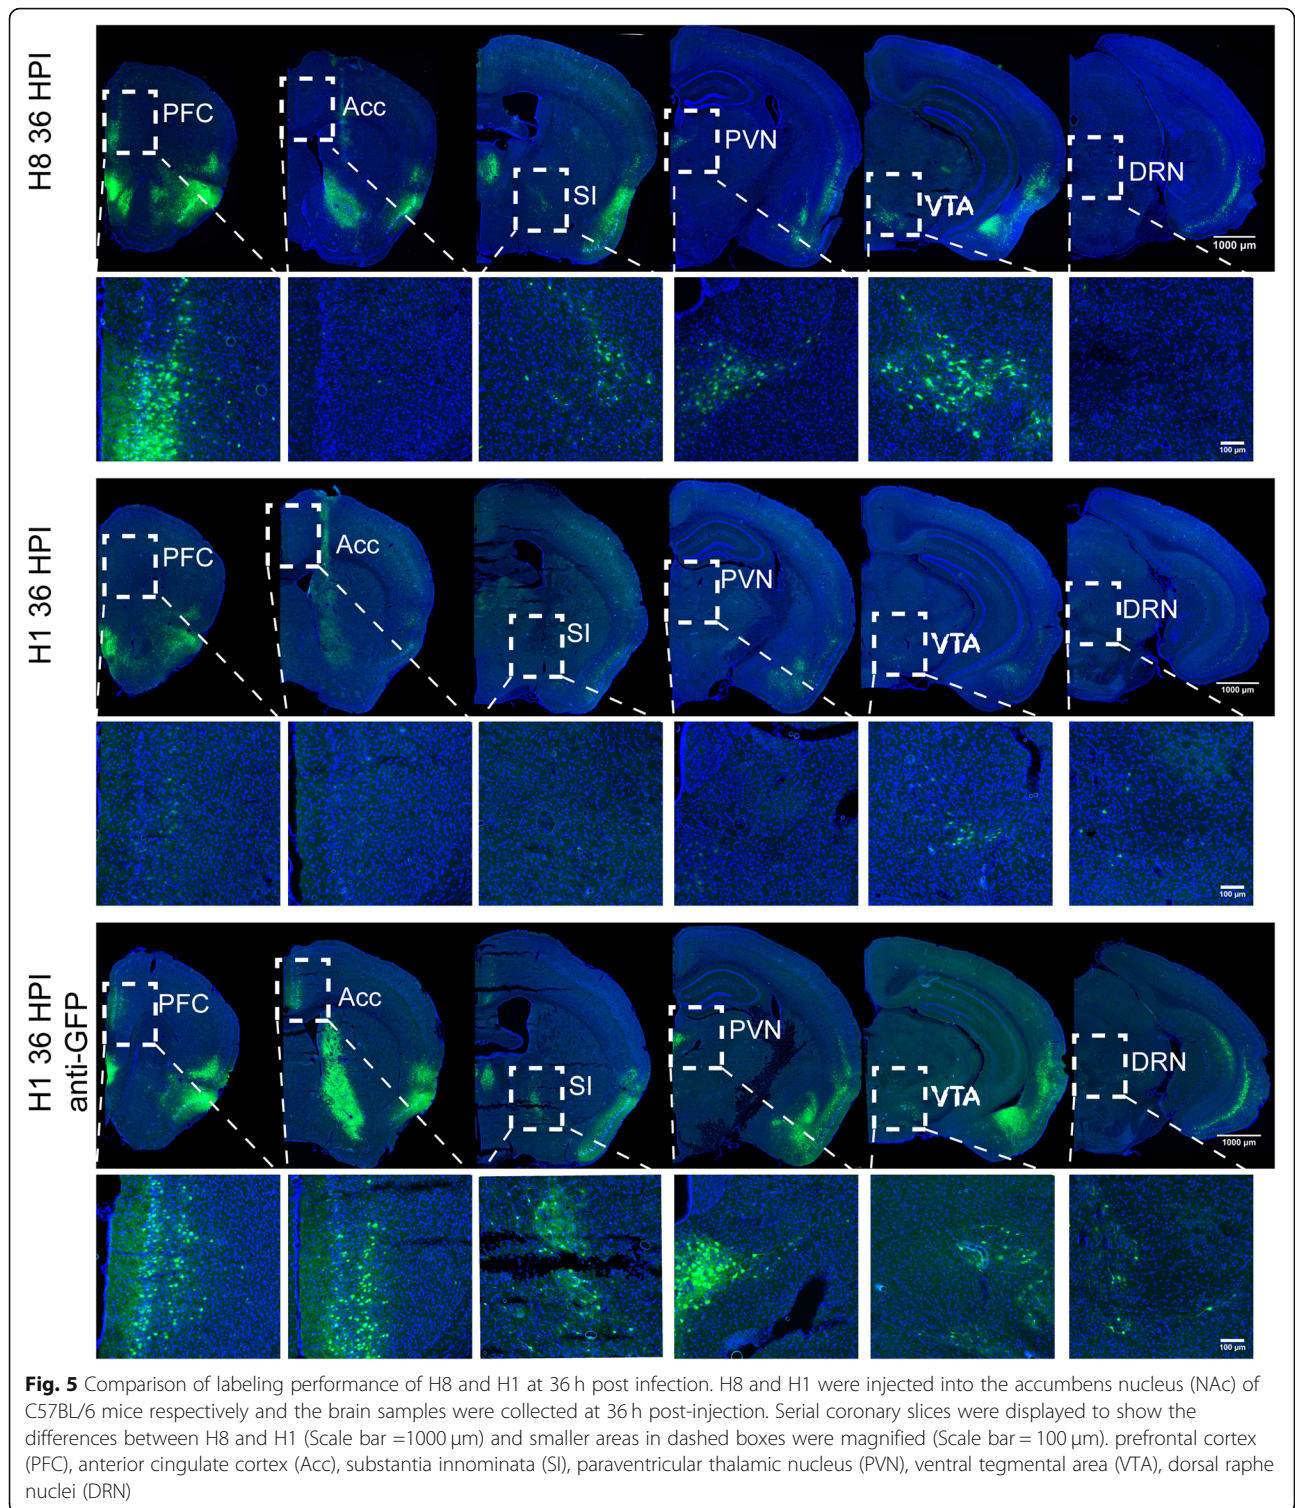 H8 36 HPI
PFC
Acc
SI
PVN
VTA
DRN
1000 µm
100 µm
H1 36 HPI
PFC
Acc
SI
PVN
VTA
DRN
1000 µm
100 µm
H1 36 HPI
anti-GFP
PFC
Acc
SI
PVN
VTA
DRN
1000 µm
100 µm
Fig. 5 Comparison of labeling performance of H8 and H1 at 36 h post infection. H8 and H1 were injected into the accumbens nucleus (NAc) of
C57BL/6 mice respectively and the brain samples were collected at 36 h post-injection. Serial coronary slices were displayed to show the
differences between H8 and H1 (Scale bar =1000 µm) and smaller areas in dashed boxes were magnified (Scale bar = 100 µm). prefrontal cortex
(PFC), anterior cingulate cortex (Acc), substantia innominata (SI), paraventricular thalamic nucleus (PVN), ventral tegmental area (VTA), dorsal raphe
nuclei (DRN)